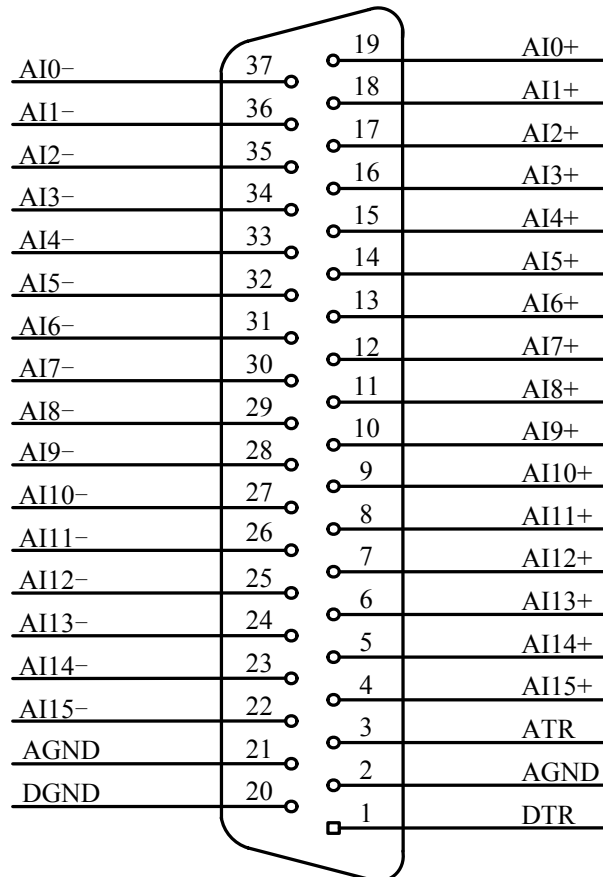 19 AI0+
AI0− 37
18 AI1+
AI1− 36
17 AI2+
AI2− 35
16 AI3+
AI3− 34
15 AI4+
AI4− 33
14 AI5+
AI5− 32
13 AI6+
AI6− 31
12 AI7+
AI7− 30
11 AI8+
AI8− 29
10 AI9+
AI9− 28
9 AI10+
AI10− 27
8 AI11+
AI11− 26
7 AI12+
AI12− 25
6 AI13+
AI13− 24
5 AI14+
AI14− 23
4 AI15+
AI15− 22
3 ATR
AGND 21
2 AGND
DGND 20
1 DTR